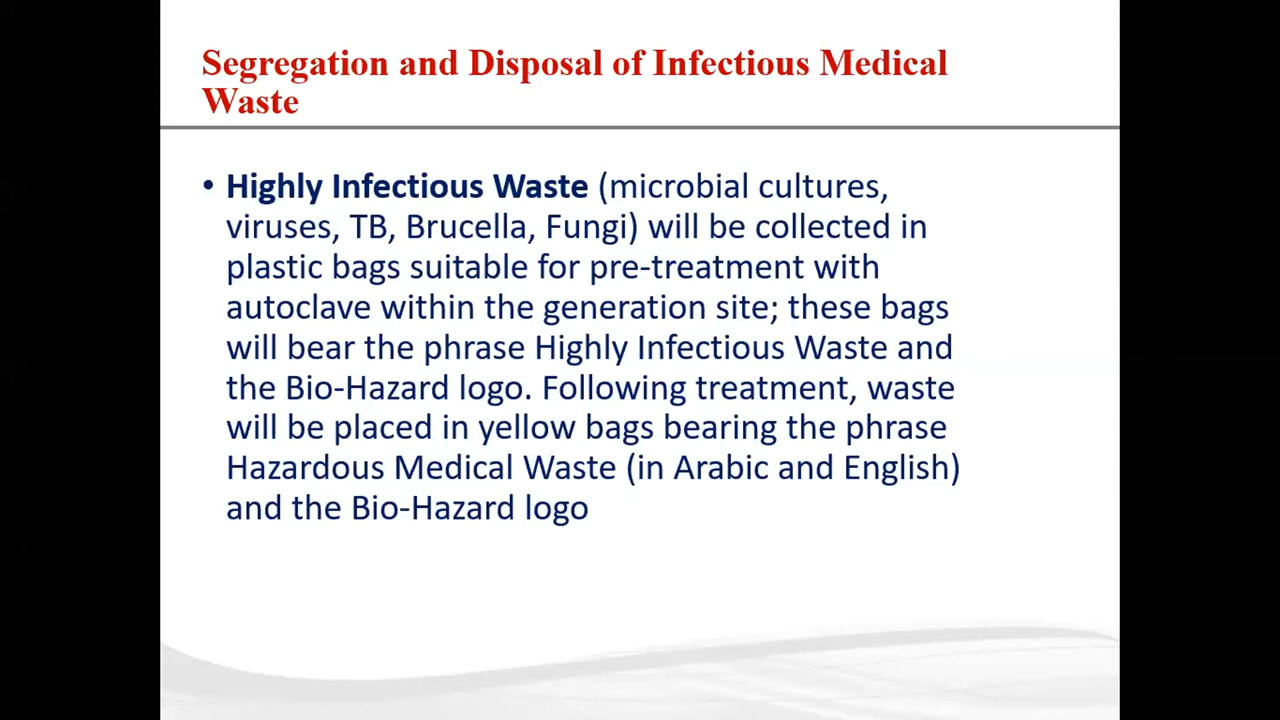 Segregation and Disposal of Infectious Medical
Waste
• Highly Infectious Waste (microbial cultures,
viruses, TB, Brucella, Fungi) will be collected in
plastic bags suitable for pre-treatment with
autoclave within the generation site; these bags
will bear the phrase Highly Infectious Waste and
the Bio-Hazard logo. Following treatment, waste
will be placed in yellow bags bearing the phrase
Hazardous Medical Waste (in Arabic and English)
and the Bio-Hazard logo